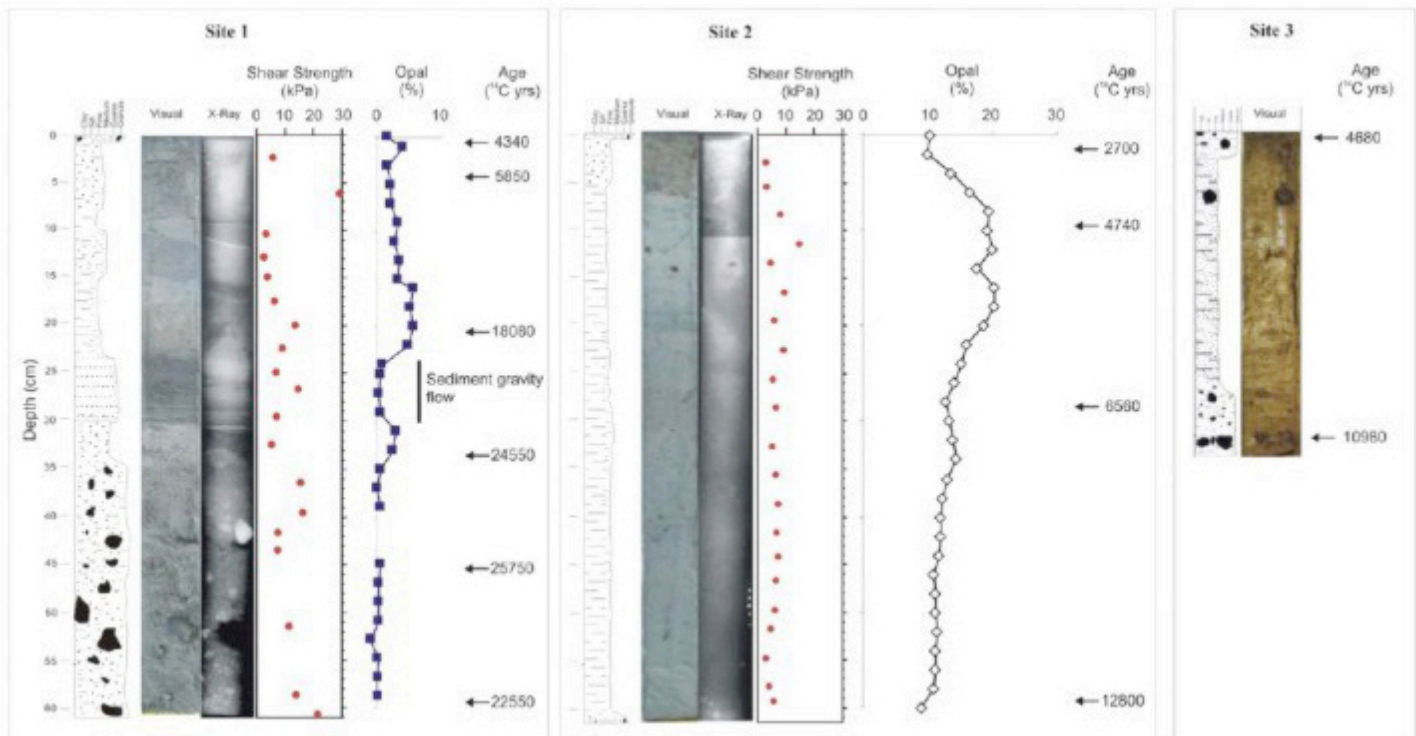 Site 1
Shear Strength
(kPa)
Opal
(%)
Age
(¹⁴C yrs)
Visual
X-Ray
0 10 20 30
0 10
Depth (cm)
0
5
10
15
20
25
30
35
40
45
50
55
60
4340
5850
18080
Sediment gravity
flow
24550
25750
22550
Site 2
Shear Strength
(kPa)
Opal
(%)
Age
(¹⁴C yrs)
Visual
X-Ray
0 10 20 30
0 10 20 30
2700
4740
6560
12800
Site 3
Age
(¹⁴C yrs)
Visual
4680
10980